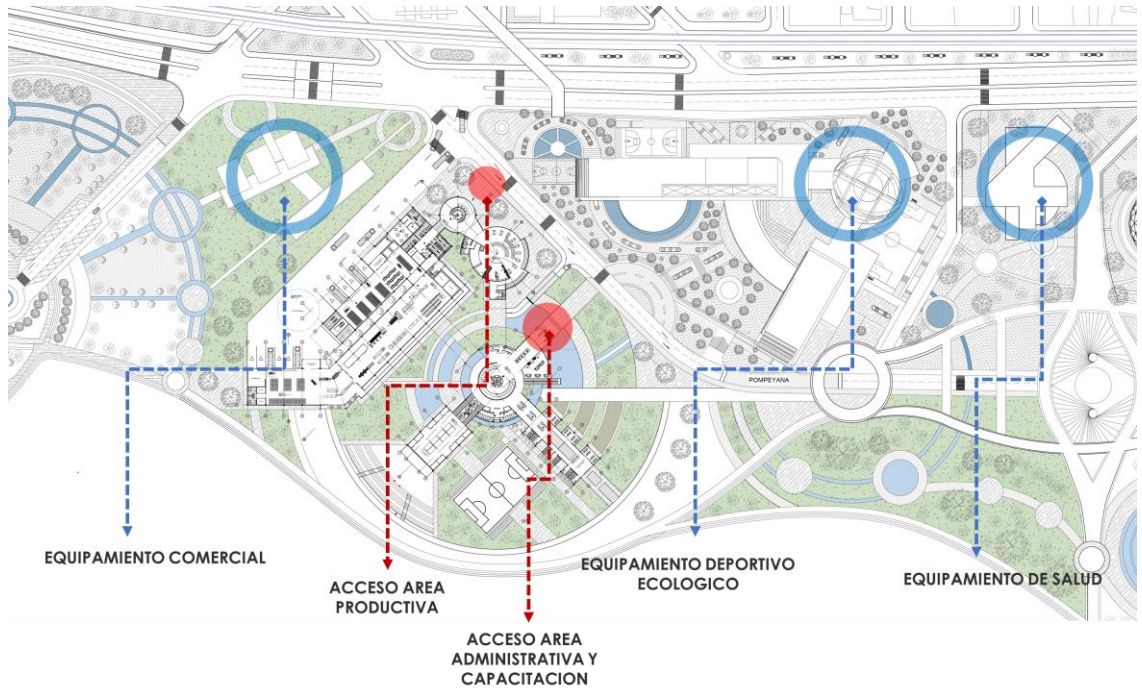 POMPEYANA
EQUIPAMIENTO COMERCIAL
ACCESO AREA
PRODUCTIVA
EQUIPAMIENTO DEPORTIVO
ECOLOGICO
EQUIPAMIENTO DE SALUD
ACCESO AREA
ADMINISTRATIVA Y
CAPACITACION